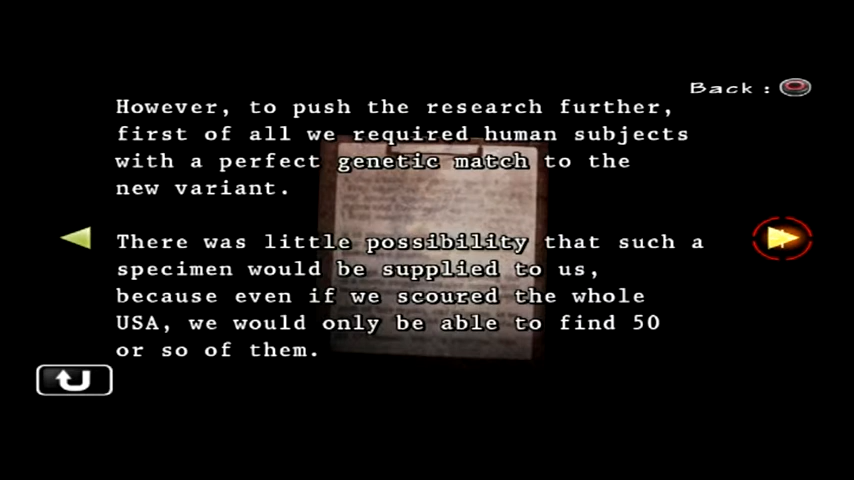 Back :
However, to push the research further,
first of all we required human subjects
with a perfect genetic match to the
new variant.
There was little possibility that such a
specimen would be supplied to us,
because even if we scoured the whole
USA, we would only be able to find 50
or so of them.